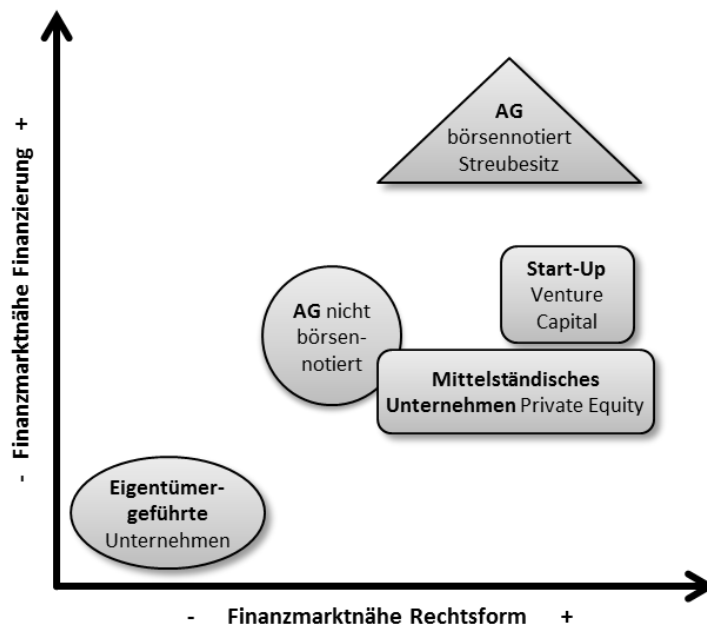 - Finanzmarktnähe Finanzierung +
AG
börsennotiert
Streubesitz
Start-Up
Venture
Capital
AG nicht
börsen-
notiert
Mittelständisches
Unternehmen Private Equity
Eigentümer-
geführte
Unternehmen
- Finanzmarktnähe Rechtsform +